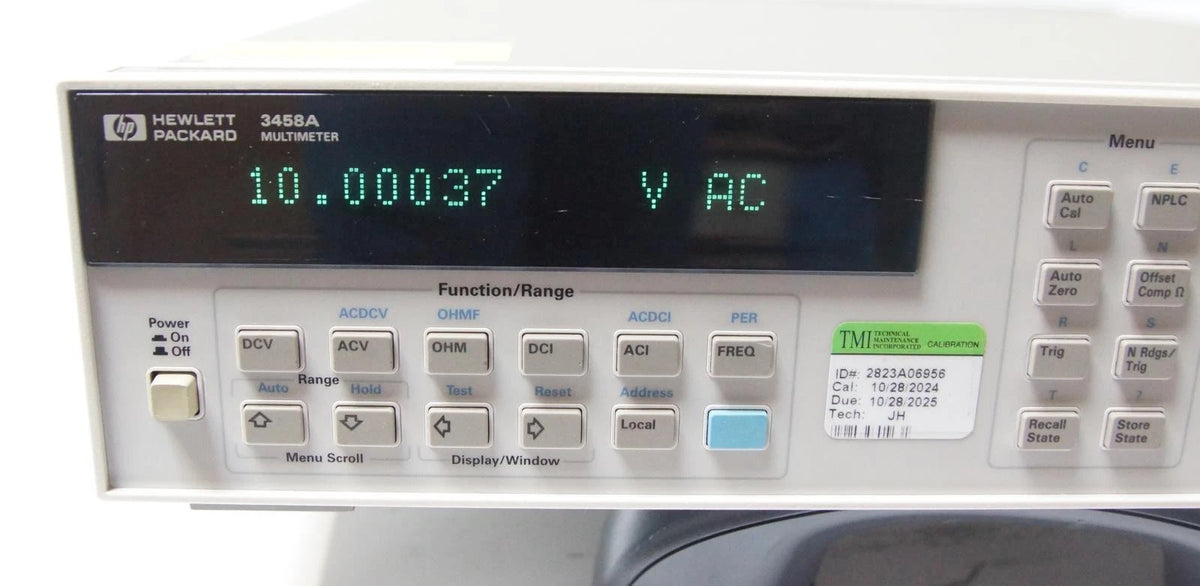 hp HEWLETT PACKARD 3458A MULTIMETER
10.00037 V AC
Function/Range
Power
On
Off
ACDCV OHMF ACDCI PER
DCV ACV OHM DCI ACI FREQ
Range
Auto Hold Test Reset Address
Local
Menu Scroll Display/Window
TMI TECHNICAL MAINTENANCE INCORPORATED CALIBRATION
ID#: 2823A06956
Cal: 10/28/2024
Due: 10/28/2025
Tech: JH
Menu
C E
Auto Cal NPLC
L N
Auto Zero Offset Comp Ω
R S
Trig N Rdgs/ Trig
T ?
Recall State Store State